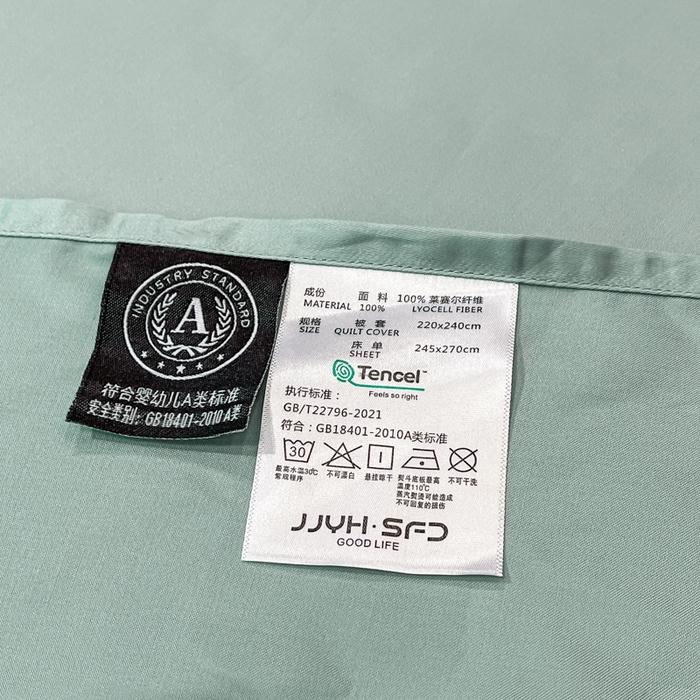 INDUSTRY STANDARD
A
符合婴幼儿A类标准
安全类别: GB18401-2010 A类
成份 面料 100% 莱赛尔纤维
MATERIAL 100% LYOCELL FIBER
规格 被套 220x240cm
SIZE QUILT COVER
床单 245x270cm
SHEET
Tencel™
Feels so right
执行标准:
GB/T22796-2021
符合: GB18401-2010A类标准
30
最高水温30℃ 不可漂白 悬挂晾干 熨斗底板最高 不可干洗
常规程序 温度110℃
蒸汽熨烫可能造成
不可回复的损伤
JJYH·SFD
GOOD LIFE